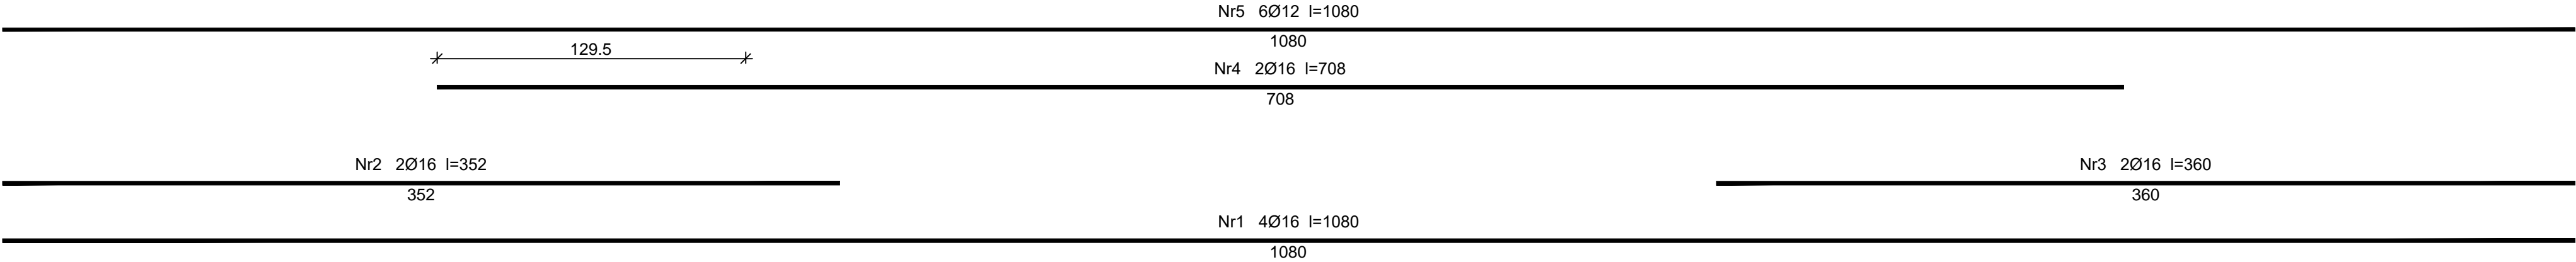 Nr5 6Ø12 l=1080
1080
129.5
Nr4 2Ø16 l=708
708
Nr2 2Ø16 l=352
352
Nr3 2Ø16 l=360
360
Nr1 4Ø16 l=1080
1080